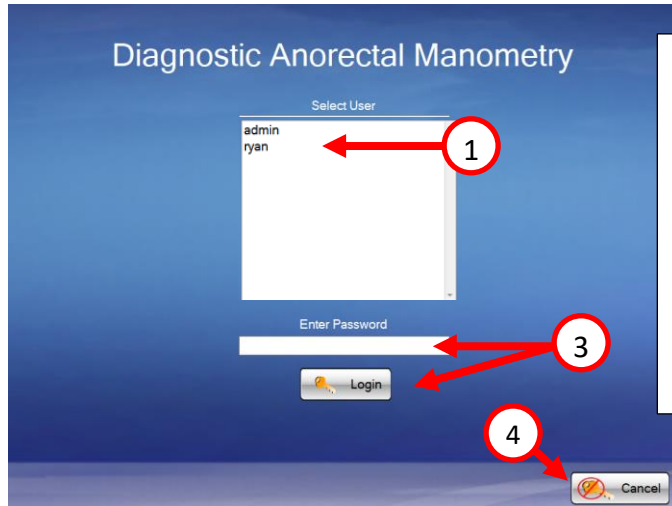 Diagnostic Anorectal Manometry
Select User
admin
ryan
1
Enter Password
3
Login
4
Cancel